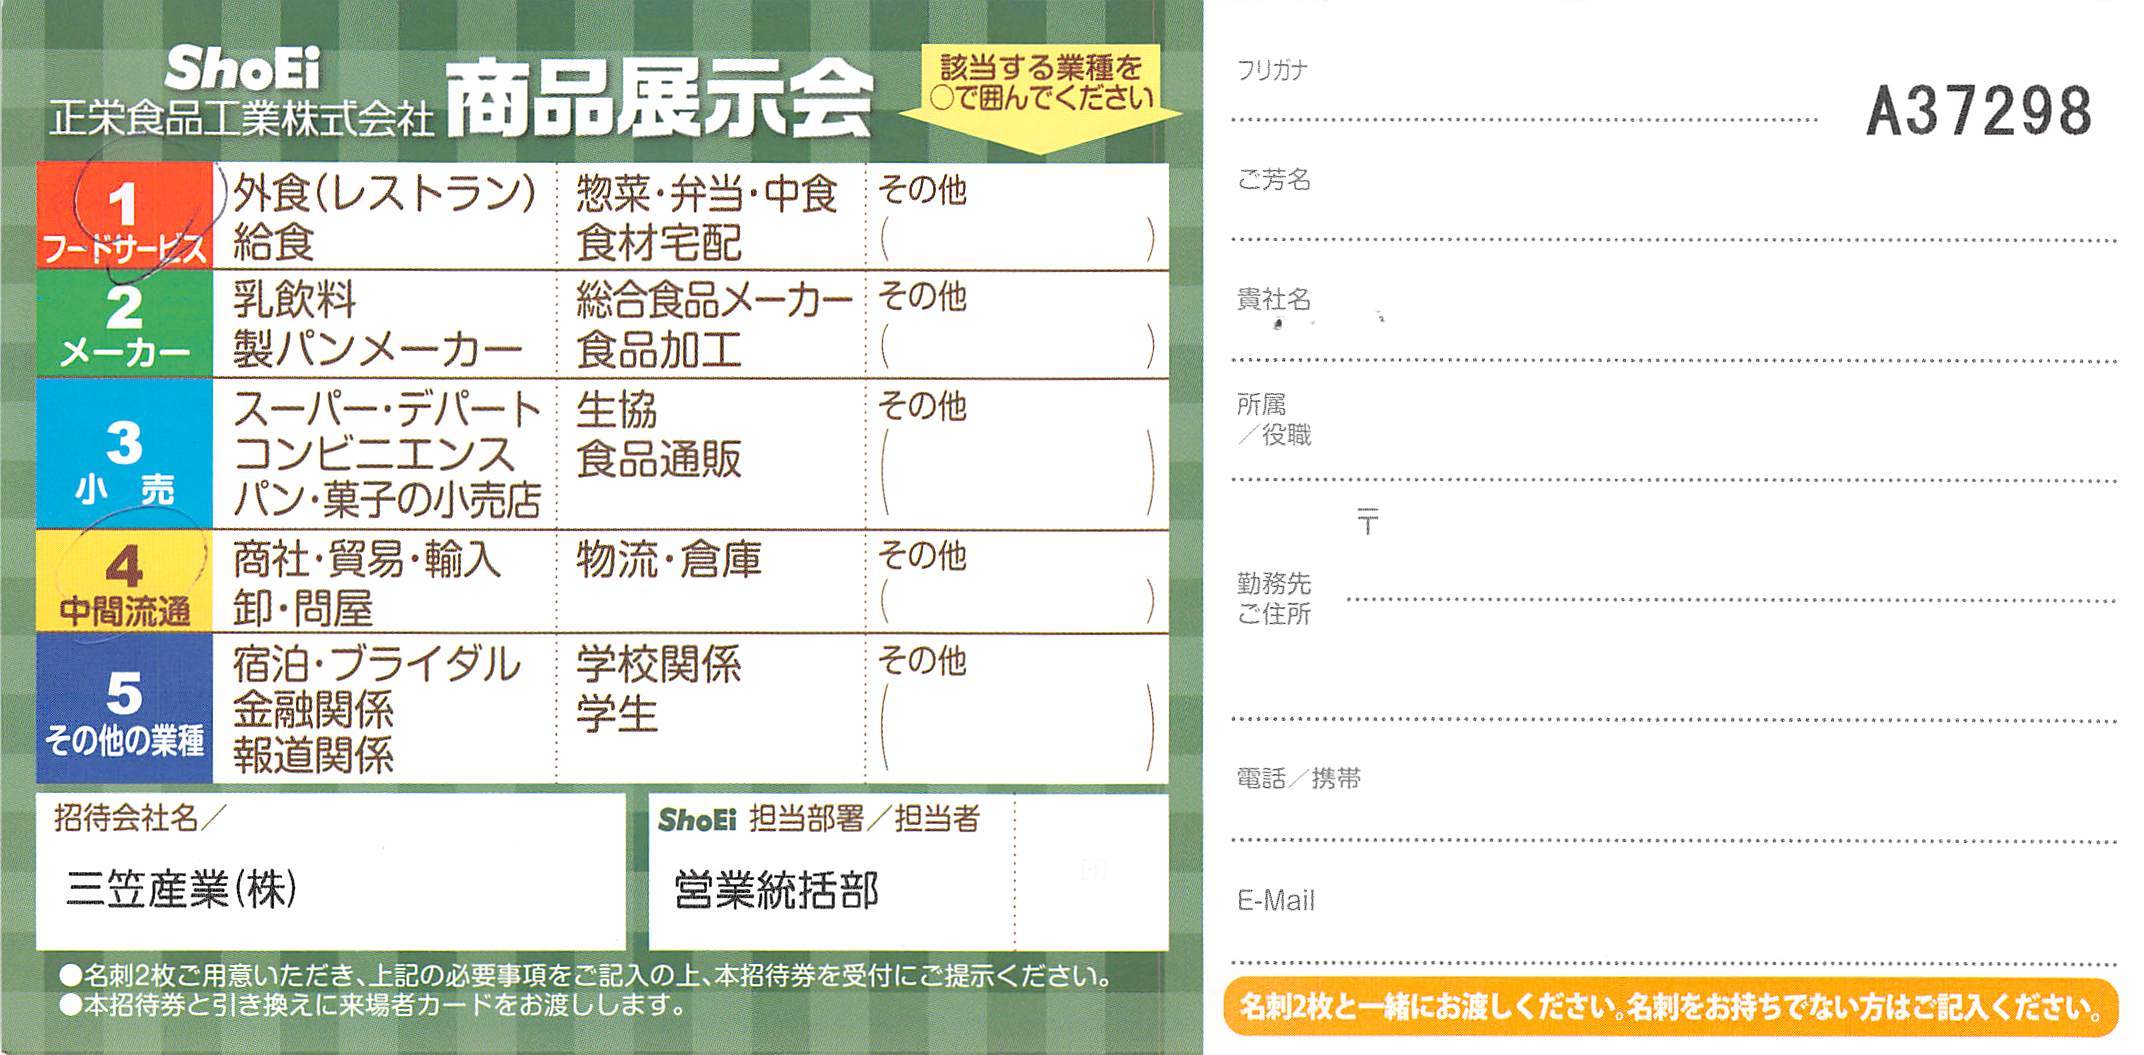 ShoEi
正栄食品工業株式会社
商品展示会
該当する業種を
○で囲んでください
1
フードサービス
外食(レストラン)
給食
惣菜・弁当・中食
食材宅配
その他
( )
2
メーカー
乳飲料
製パンメーカー
総合食品メーカー
食品加工
その他
( )
3
小 売
スーパー・デパート
コンビニエンス
パン・菓子の小売店
生協
食品通販
その他
( )
4
中間流通
商社・貿易・輸入
卸・問屋
物流・倉庫
その他
( )
5
その他の業種
宿泊・ブライダル
金融関係
報道関係
学校関係
学生
その他
( )
招待会社名／
三笠産業(株)
ShoEi 担当部署／担当者
営業統括部
●名刺2枚ご用意いただき、上記の必要事項をご記入の上、本招待券を受付にご提示ください。
●本招待券と引き換えに来場者カードをお渡しします。
フリガナ
A37298
ご芳名
貴社名
所属
／役職
〒
勤務先
ご住所
電話／携帯
E-Mail
名刺2枚と一緒にお渡しください。名刺をお持ちでない方はご記入ください。